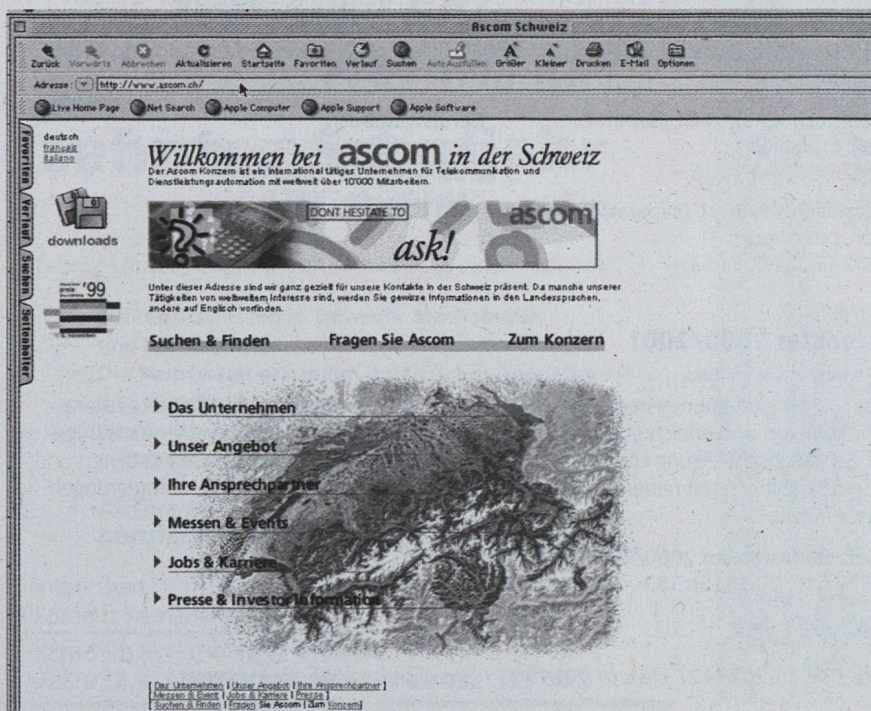 Ascom Schweiz
Zurück Vorwärts Abbrechen Aktualisieren Startseite Favoriten Verlauf Suchen AutoAusfüllen Größer Kleiner Drucken E-Mail Optionen
Adresse: http://www.ascom.ch/
Live Home Page Net Search Apple Computer Apple Support Apple Software
Favoriten
Verlauf
Suchen
Seitenhalter
deutsch
français
italiano
downloads
'99
Willkommen bei ascom in der Schweiz
Der Ascom Konzern ist ein international tätiges Unternehmen für Telekommunikation und
Dienstleistungsautomation mit weltweit über 10'000 Mitarbeitern.
DONT HESITATE TO
ask!
ascom
Unter dieser Adresse sind wir ganz gezielt für unsere Kontakte in der Schweiz präsent. Da manche unserer
Tätigkeiten von weltweitem Interesse sind, werden Sie gewisse Informationen in den Landessprachen,
andere auf Englisch vorfinden.
Suchen & Finden Fragen Sie Ascom Zum Konzern
Das Unternehmen
Unser Angebot
Ihre Ansprechpartner
Messen & Events
Jobs & Karriere
Presse & Investor Information
[ Das Unternehmen | Unser Angebot | Ihre Ansprechpartner ]
[ Messen & Event | Jobs & Karriere | Presse ]
[ Suchen & Finden | Fragen Sie Ascom | Zum Konzern]